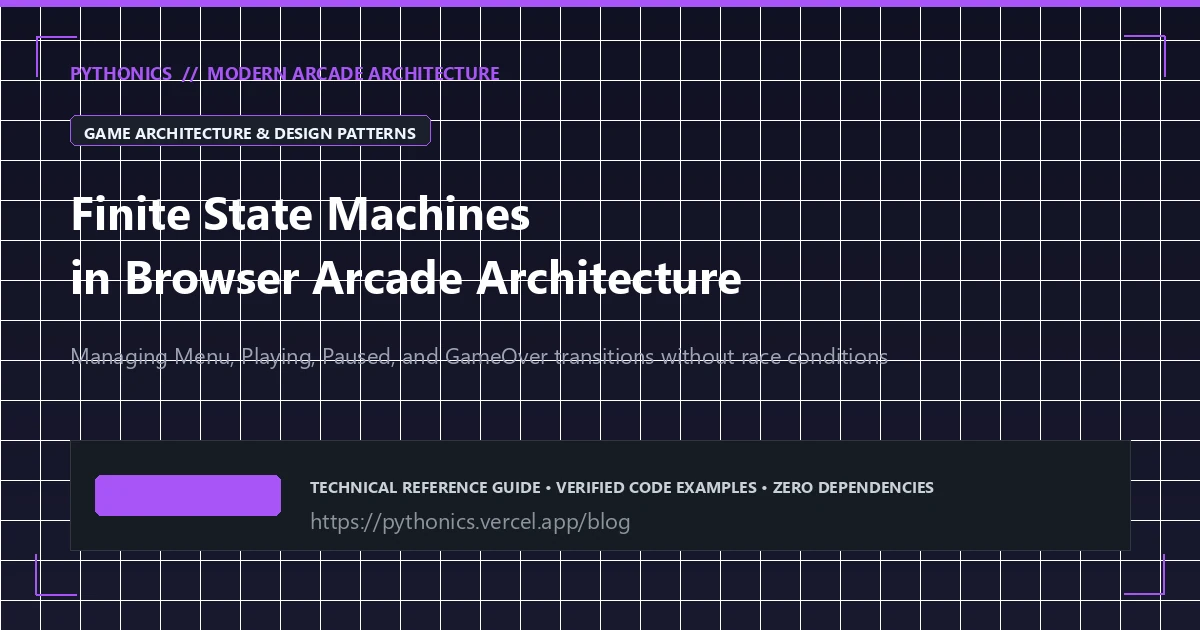 PYTHONICS // MODERN ARCADE ARCHITECTURE
GAME ARCHITECTURE & DESIGN PATTERNS
Finite State Machines
in Browser Arcade Architecture
Managing Menu, Playing, Paused, and GameOver transitions without race conditions
TECHNICAL REFERENCE GUIDE • VERIFIED CODE EXAMPLES • ZERO DEPENDENCIES
https://pythonics.vercel.app/blog